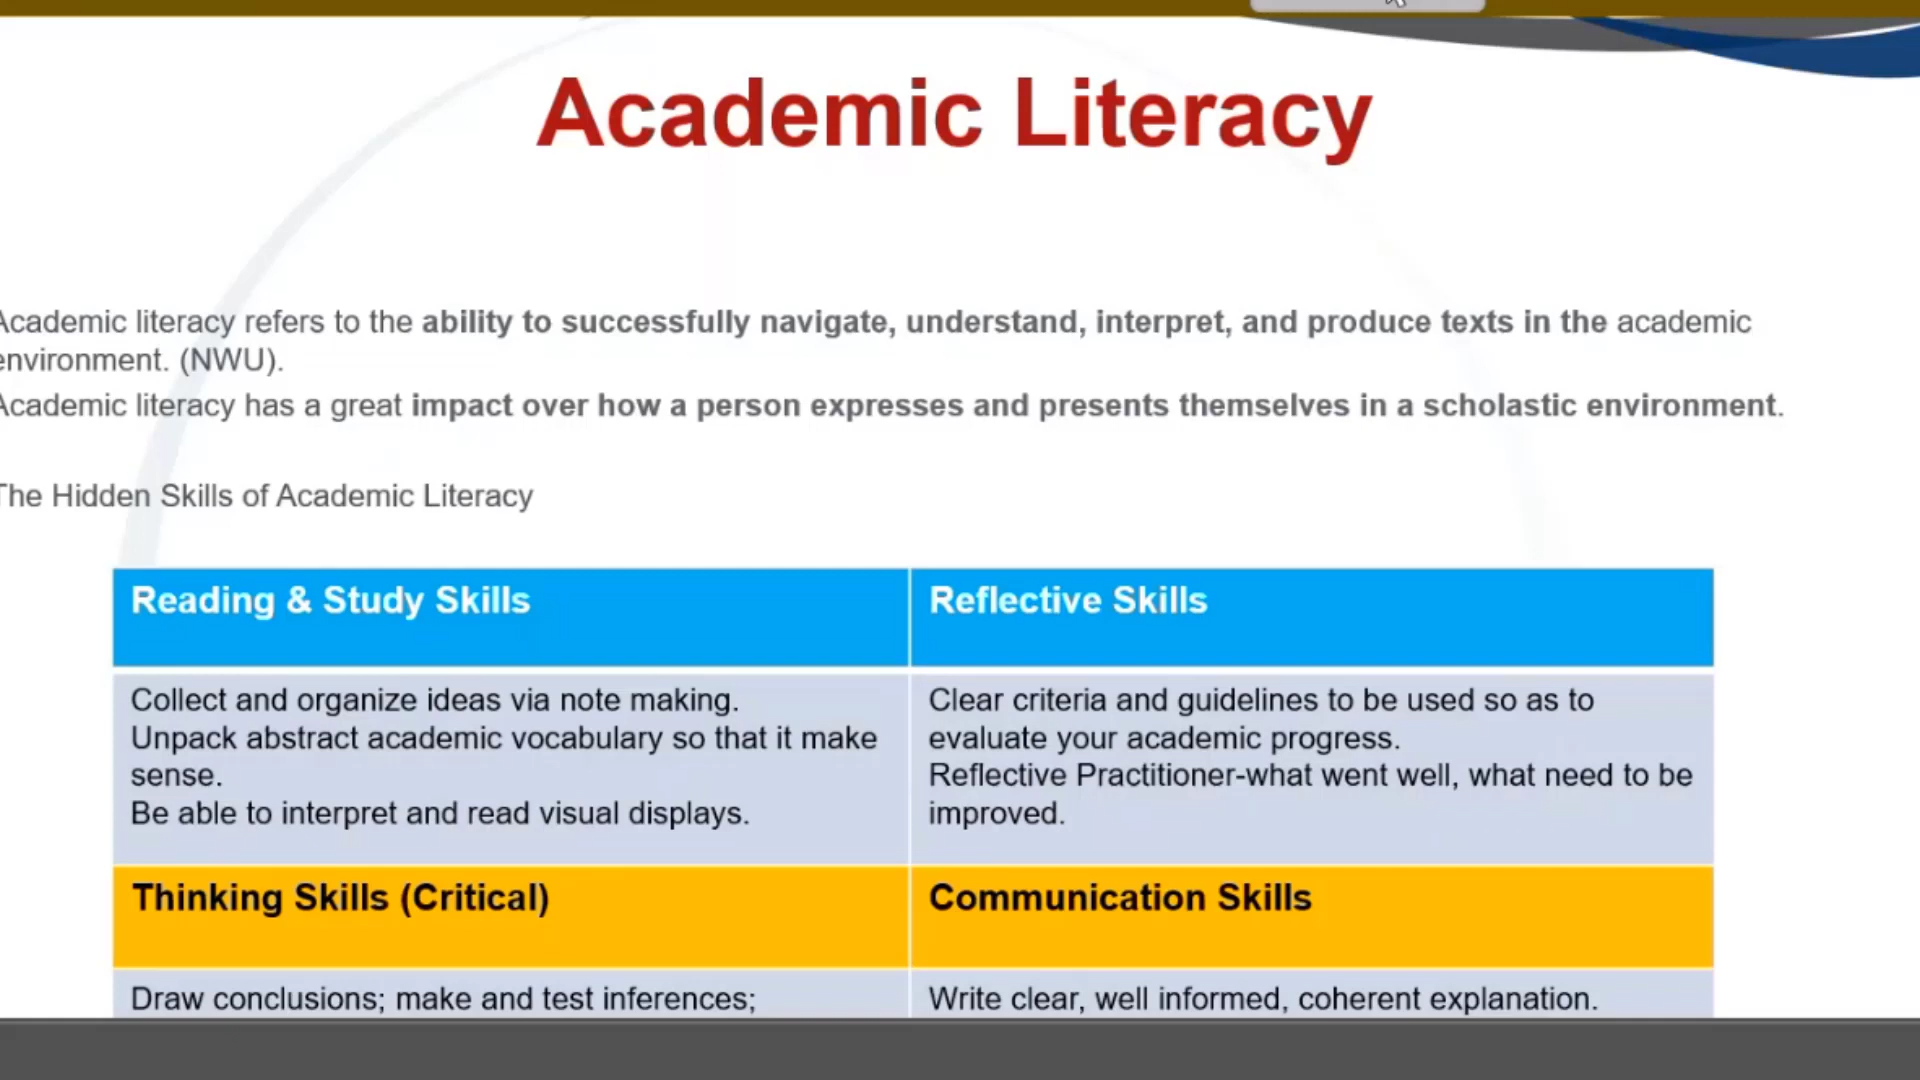 Academic Literacy
Academic literacy refers to the ability to successfully navigate, understand, interpret, and produce texts in the academic
environment. (NWU).
Academic literacy has a great impact over how a person expresses and presents themselves in a scholastic environment.
The Hidden Skills of Academic Literacy
Reading & Study Skills
Reflective Skills
Collect and organize ideas via note making.
Unpack abstract academic vocabulary so that it make
sense.
Be able to interpret and read visual displays.
Clear criteria and guidelines to be used so as to
evaluate your academic progress.
Reflective Practitioner-what went well, what need to be
improved.
Thinking Skills (Critical)
Communication Skills
Draw conclusions; make and test inferences;
Write clear, well informed, coherent explanation.